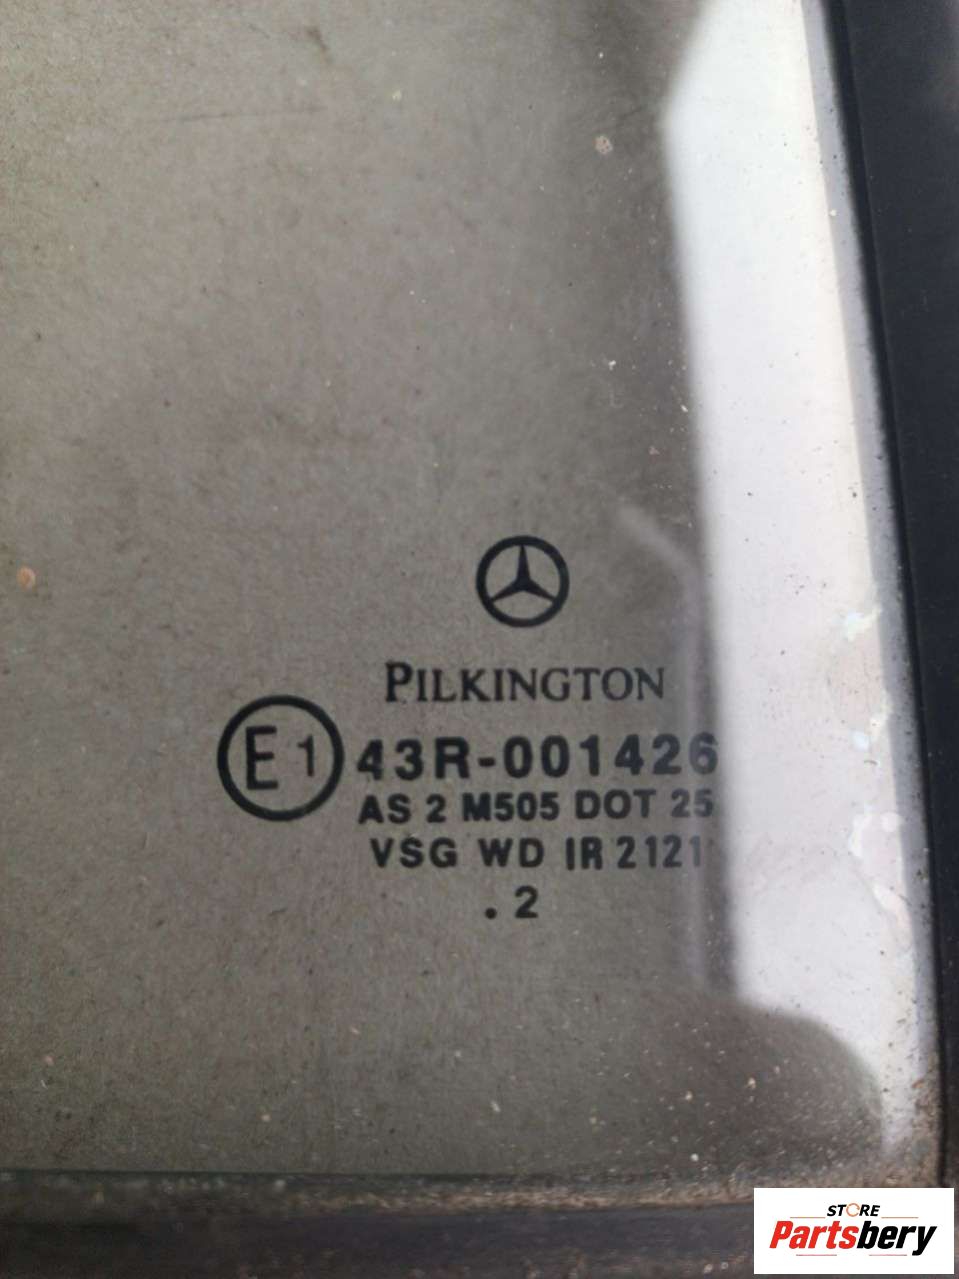 PILKINGTON
E1 43R-001426
AS 2 M505 DOT 25
VSG WD IR 2121
. 2
STORE
Partsbery